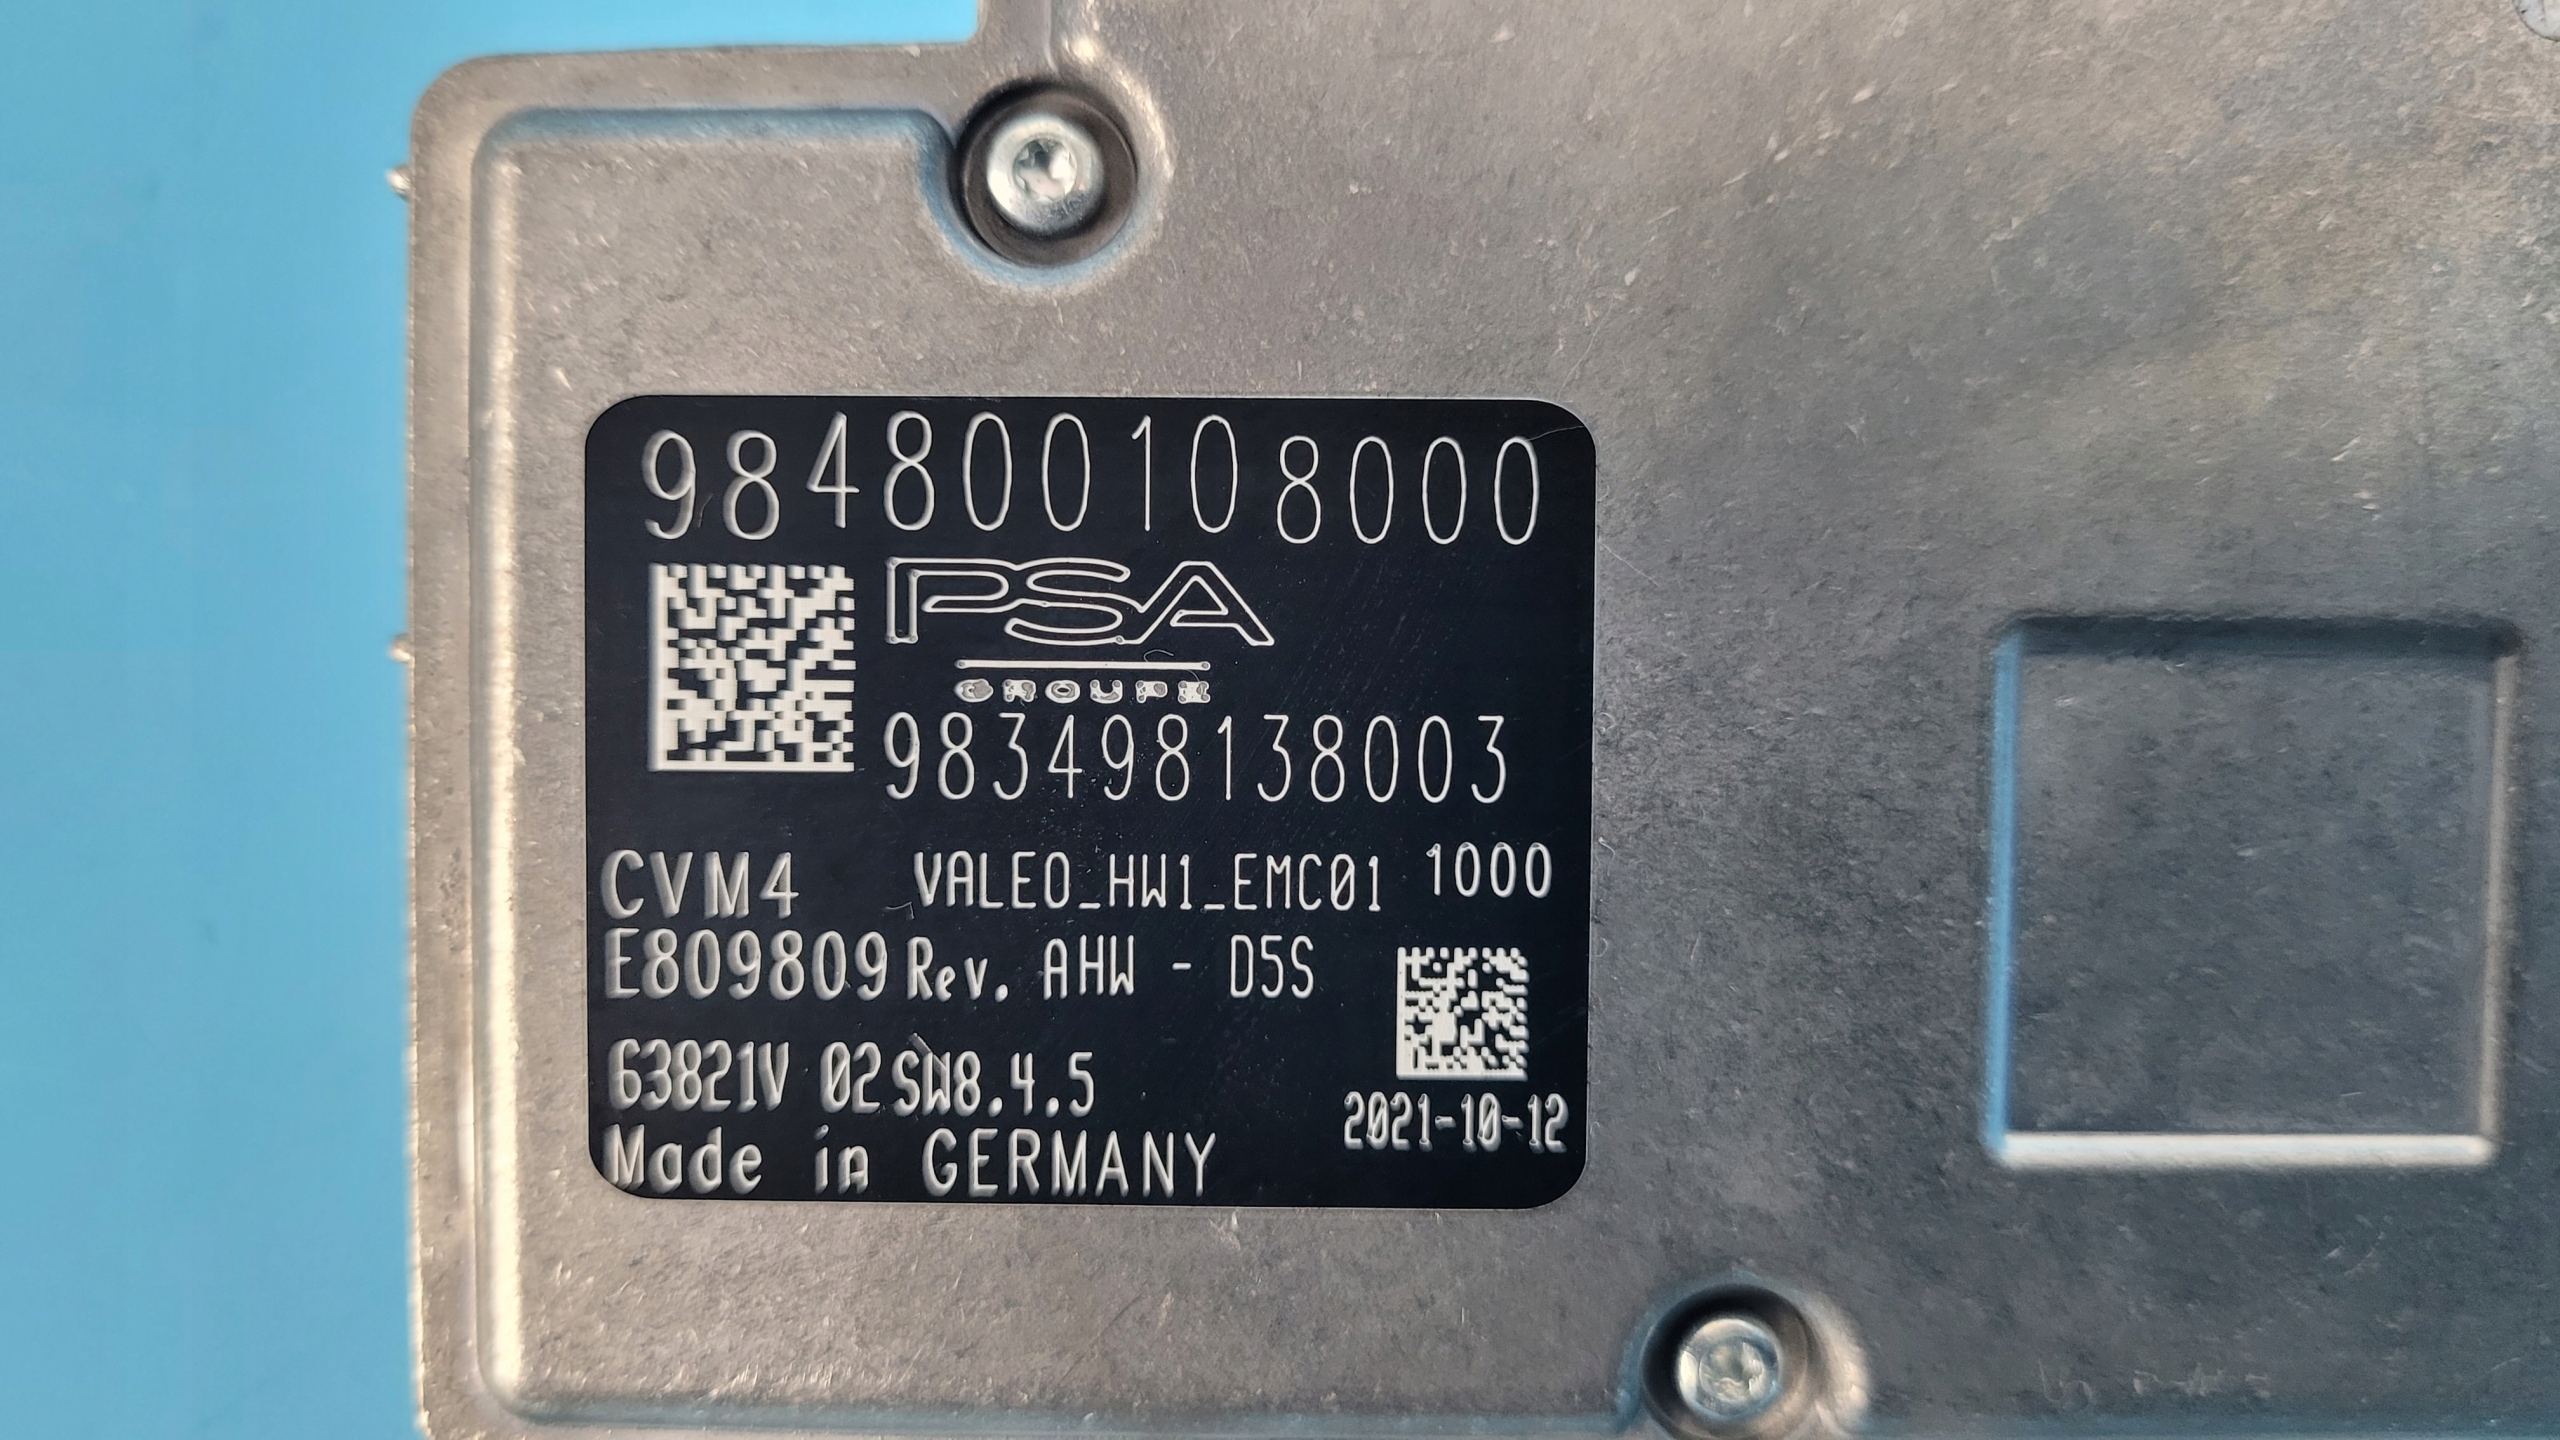 984800108000
PSA
GROUPE
983498138003
CVM4 VALEO_HW1_EMC01 1000
E809809 Rev. AHW - D5S
63821V 02 SW8.4.5
2021-10-12
Made in GERMANY